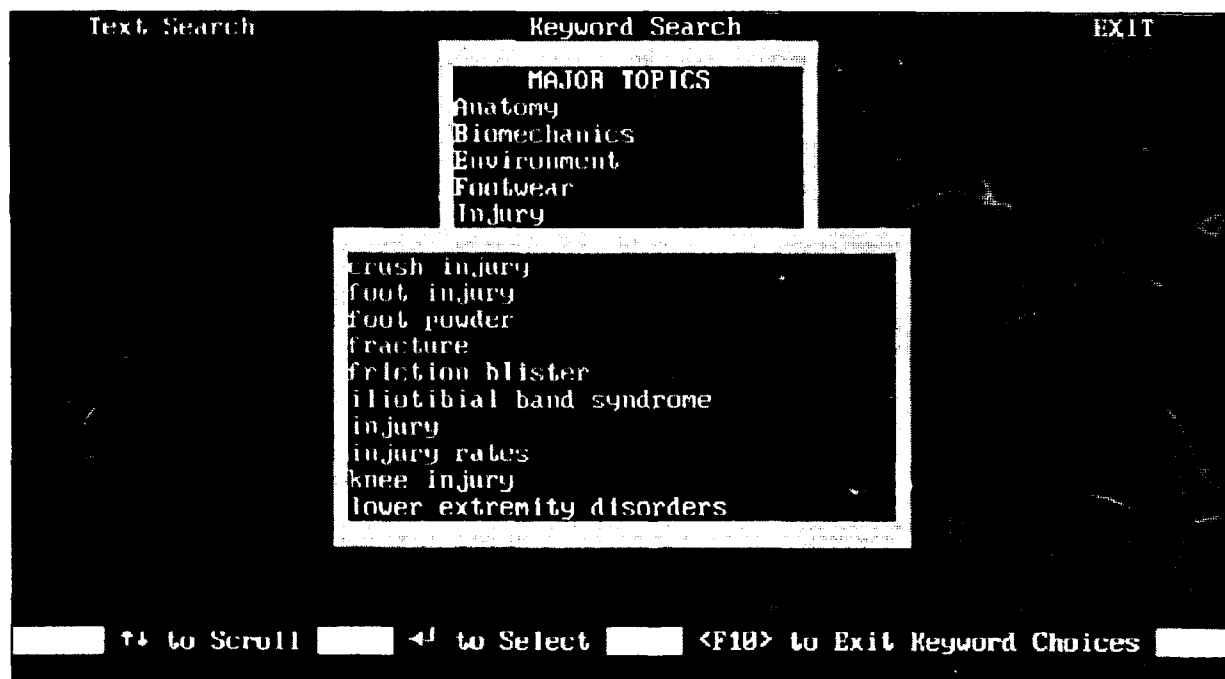 Text Search Keyword Search EXIT
MAJOR TOPICS
Anatomy
Biomechanics
Environment
Footwear
Injury
crush injury
foot injury
foot powder
fracture
friction blister
iliotibial band syndrome
injury
injury rates
knee injury
lower extremity disorders
↑↓ to Scroll ◄┘ to Select <F10> to Exit Keyword Choices